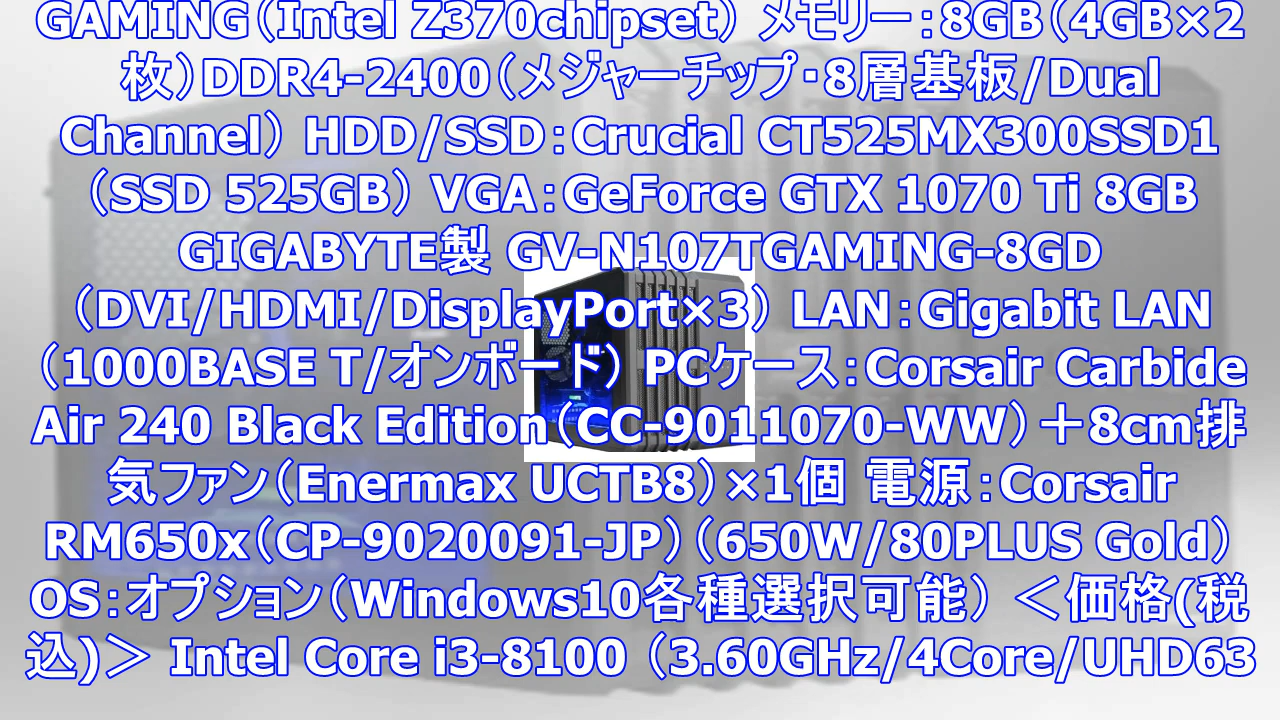 GAMING（Intel Z370chipset） メモリー：8GB（4GB×2
枚）DDR4-2400（メジャーチップ・8層基板/Dual
Channel） HDD/SSD：Crucial CT525MX300SSD1
（SSD 525GB） VGA：GeForce GTX 1070 Ti 8GB
GIGABYTE製 GV-N107TGAMING-8GD
（DVI/HDMI/DisplayPort×3） LAN：Gigabit LAN
（1000BASE T/オンボード） PCケース：Corsair Carbide
Air 240 Black Edition（CC-9011070-WW）＋8cm排
気ファン（Enermax UCTB8）×1個 電源：Corsair
RM650x（CP-9020091-JP）（650W/80PLUS Gold）
OS：オプション（Windows10各種選択可能） ＜価格(税
込)＞ Intel Core i3-8100 （3.60GHz/4Core/UHD63